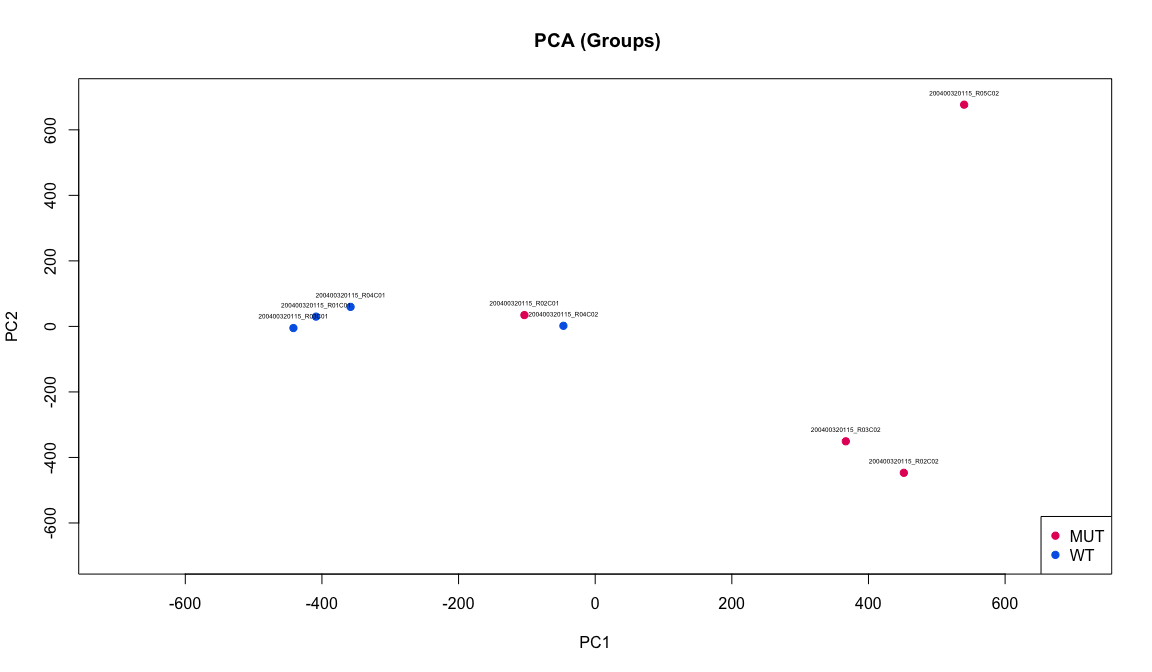 PCA (Groups)
200400320115_R05C02
600
400
200
0
-200
-400
-600
PC2
200400320115_R04C01
200400320115_R02C01
200400320115_R04C02
200400320115_R03C02
200400320115_R02C02
MUT
WT
-600
-400
-200
0
200
400
600
PC1